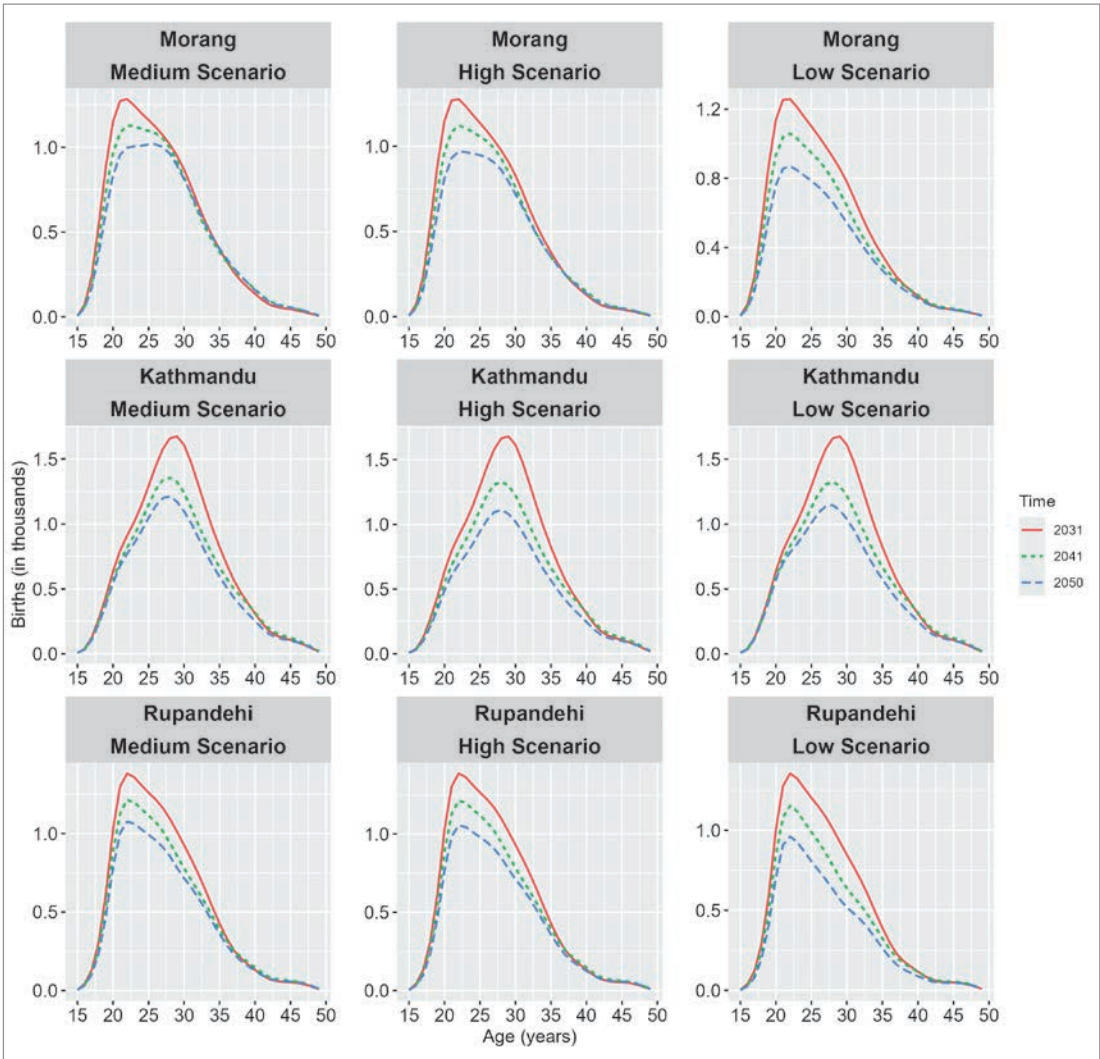 Morang
Medium Scenario
Morang
High Scenario
Morang
Low Scenario
1.0
0.5
0.0
15 20 25 30 35 40 45 50
1.0
0.5
0.0
15 20 25 30 35 40 45 50
1.2
0.8
0.4
0.0
15 20 25 30 35 40 45 50
Kathmandu
Medium Scenario
Kathmandu
High Scenario
Kathmandu
Low Scenario
Births (in thousands)
1.5
1.0
0.5
0.0
15 20 25 30 35 40 45 50
1.5
1.0
0.5
0.0
15 20 25 30 35 40 45 50
1.5
1.0
0.5
0.0
15 20 25 30 35 40 45 50
Time
2031
2041
2050
Rupandehi
Medium Scenario
Rupandehi
High Scenario
Rupandehi
Low Scenario
1.0
0.5
0.0
15 20 25 30 35 40 45 50
1.0
0.5
0.0
15 20 25 30 35 40 45 50
1.0
0.5
0.0
15 20 25 30 35 40 45 50
Age (years)